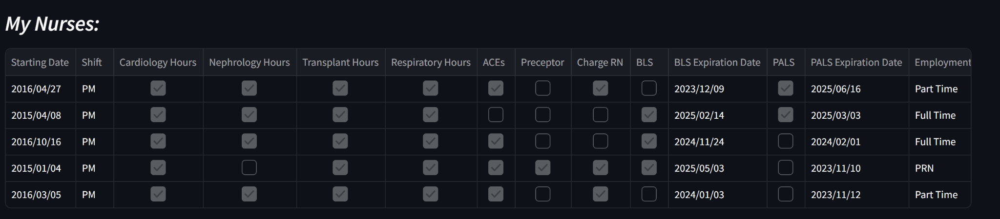 My Nurses:
Starting Date Shift Cardiology Hours Nephrology Hours Transplant Hours Respiratory Hours ACEs Preceptor Charge RN BLS BLS Expiration Date PALS PALS Expiration Date Employment
2016/04/27 PM 2023/12/09 2025/06/16 Part Time
2015/04/08 PM 2025/02/14 2025/03/03 Full Time
2016/10/16 PM 2024/11/24 2024/02/01 Full Time
2015/01/04 PM 2025/05/03 2023/11/10 PRN
2016/03/05 PM 2024/01/03 2023/11/12 Part Time